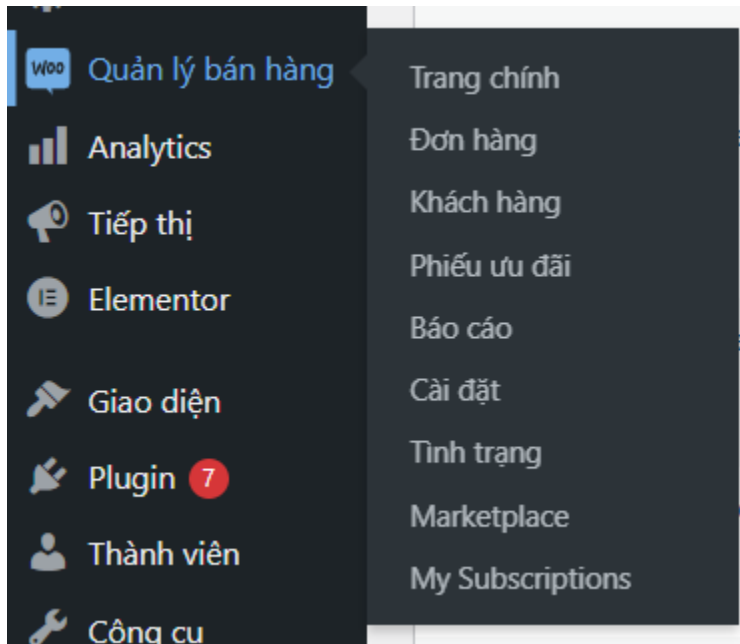 Woo
Quản lý bán hàng
Analytics
Tiếp thị
Elementor
Giao diện
Plugin 7
Thành viên
Công cụ
Trang chính
Đơn hàng
Khách hàng
Phiếu ưu đãi
Báo cáo
Cài đặt
Tình trạng
Marketplace
My Subscriptions